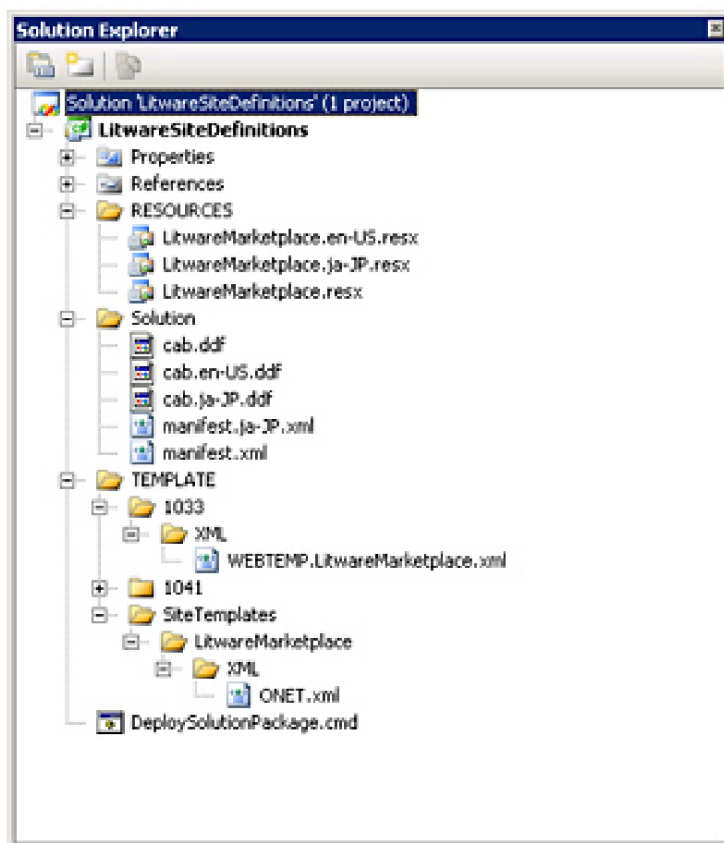 Solution Explorer
Solution 'LitwareSiteDefinitions' (1 project)
LitwareSiteDefinitions
Properties
References
RESOURCES
LitwareMarketplace.en-US.resx
LitwareMarketplace.ja-JP.resx
LitwareMarketplace.resx
Solution
cab.ddf
cab.en-US.ddf
cab.ja-JP.ddf
manifest.ja-JP.xml
manifest.xml
TEMPLATE
1033
XML
WEBTEMP.LitwareMarketplace.xml
1041
SiteTemplates
LitwareMarketplace
XML
ONET.xml
DeploySolutionPackage.cmd